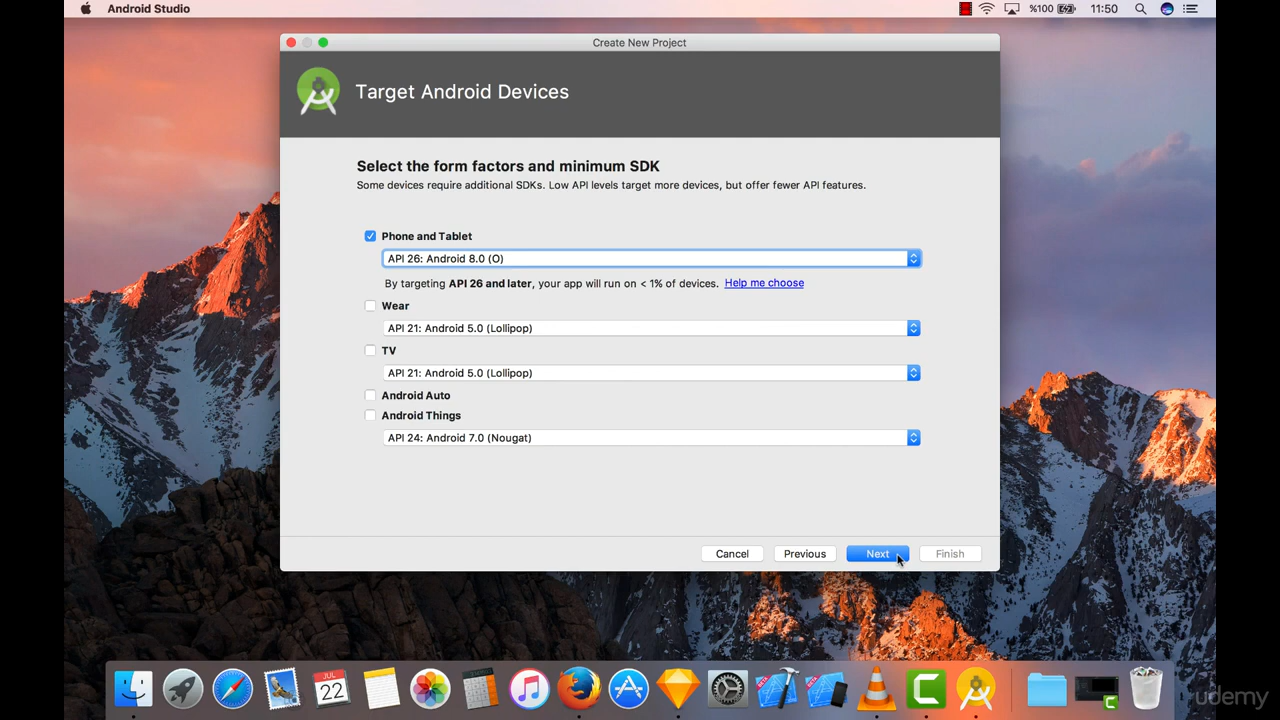 Android Studio
%100
11:50
Create New Project
Target Android Devices
Select the form factors and minimum SDK
Some devices require additional SDKs. Low API levels target more devices, but offer fewer API features.
Phone and Tablet
API 26: Android 8.0 (O)
By targeting API 26 and later, your app will run on < 1% of devices. Help me choose
Wear
API 21: Android 5.0 (Lollipop)
TV
API 21: Android 5.0 (Lollipop)
Android Auto
Android Things
API 24: Android 7.0 (Nougat)
Cancel
Previous
Next
Finish
JUL
22
udemy